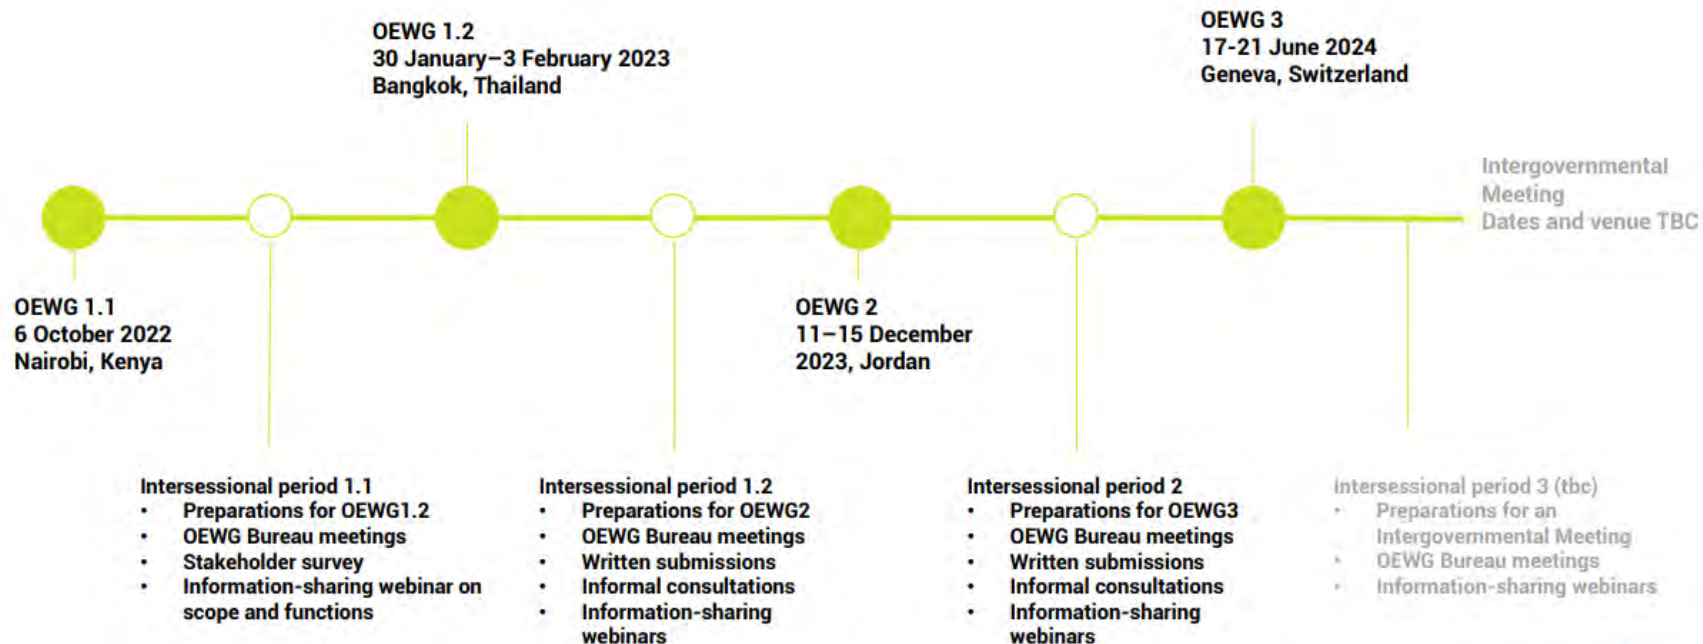 OEWG 1.2
30 January–3 February 2023
Bangkok, Thailand
OEWG 3
17-21 June 2024
Geneva, Switzerland
Intergovernmental
Meeting
Dates and venue TBC
OEWG 1.1
6 October 2022
Nairobi, Kenya
OEWG 2
11–15 December
2023, Jordan
Intersessional period 1.1
• Preparations for OEWG1.2
• OEWG Bureau meetings
• Stakeholder survey
• Information-sharing webinar on
scope and functions
Intersessional period 1.2
• Preparations for OEWG2
• OEWG Bureau meetings
• Written submissions
• Informal consultations
• Information-sharing
webinars
Intersessional period 2
• Preparations for OEWG3
• OEWG Bureau meetings
• Written submissions
• Informal consultations
• Information-sharing
webinars
Intersessional period 3 (tbc)
• Preparations for an
Intergovernmental Meeting
• OEWG Bureau meetings
• Information-sharing webinars